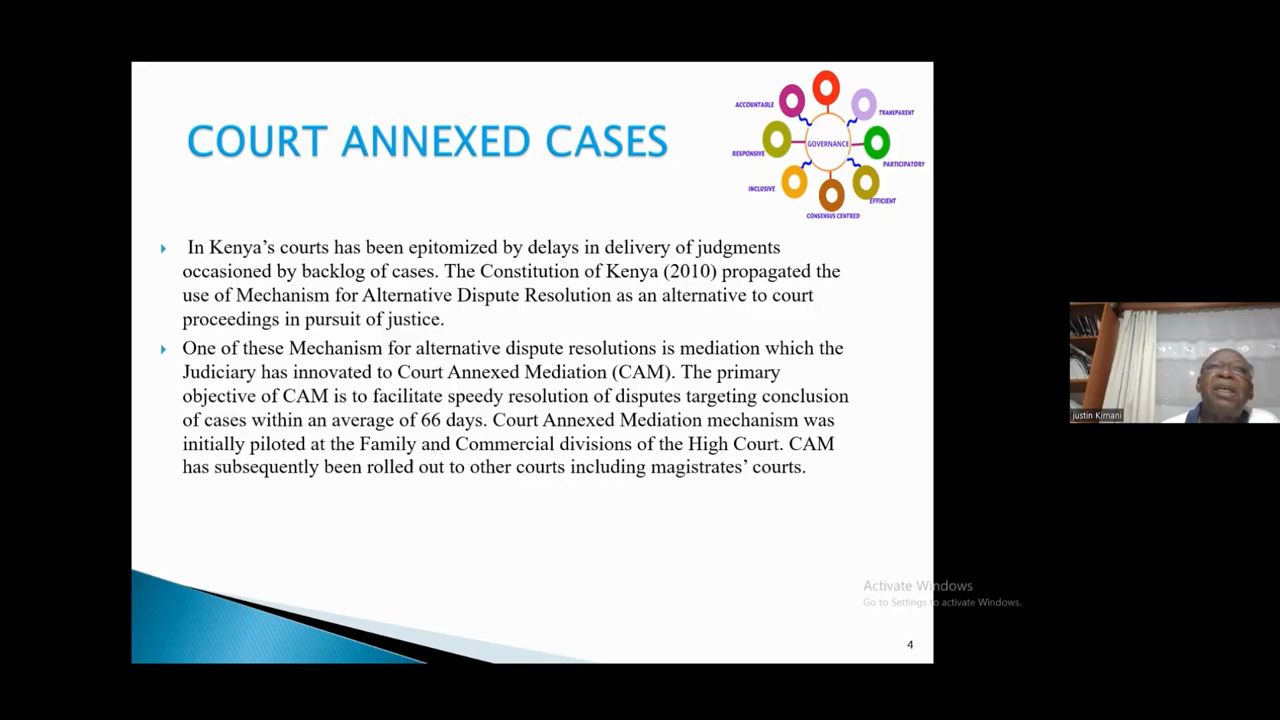 COURT ANNEXED CASES
ACCOUNTABLE
TRANSPARENT
GOVERNANCE
RESPONSIVE
PARTICIPATORY
INCLUSIVE
EFFICIENT
CONSENSUS CENTRED
In Kenya’s courts has been epitomized by delays in delivery of judgments
occasioned by backlog of cases. The Constitution of Kenya (2010) propagated the
use of Mechanism for Alternative Dispute Resolution as an alternative to court
proceedings in pursuit of justice.
One of these Mechanism for alternative dispute resolutions is mediation which the
Judiciary has innovated to Court Annexed Mediation (CAM). The primary
objective of CAM is to facilitate speedy resolution of disputes targeting conclusion
of cases within an average of 66 days. Court Annexed Mediation mechanism was
initially piloted at the Family and Commercial divisions of the High Court. CAM
has subsequently been rolled out to other courts including magistrates’ courts.
justin Kimani
Activate Windows
Go to Settings to activate Windows.
4